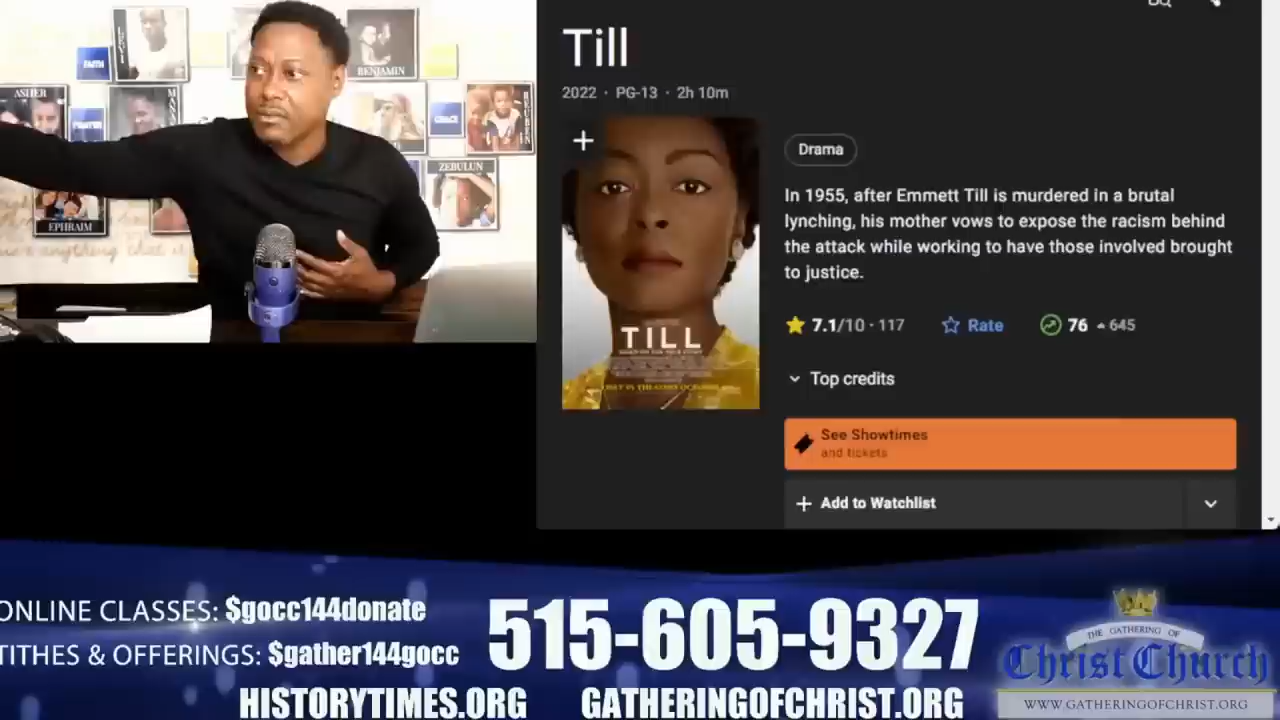 FAITH
BENJAMIN
ASHER
PRAYER
GRACE
REUBEN
ZEBULUN
EPHRAIM
anything that
Till
2022 · PG-13 · 2h 10m
Drama
In 1955, after Emmett Till is murdered in a brutal
lynching, his mother vows to expose the racism behind
the attack while working to have those involved brought
to justice.
TILL
7.1/10 · 117
Rate
76
645
Top credits
See Showtimes
and tickets
Add to Watchlist
ONLINE CLASSES: $gocc144donate
TITHES & OFFERINGS: $gather144gocc
515-605-9327
HISTORYTIMES.ORG
GATHERINGOFCHRIST.ORG
THE GATHERING OF
Christ Church
WWW.GATHERINGOFCHRIST.ORG